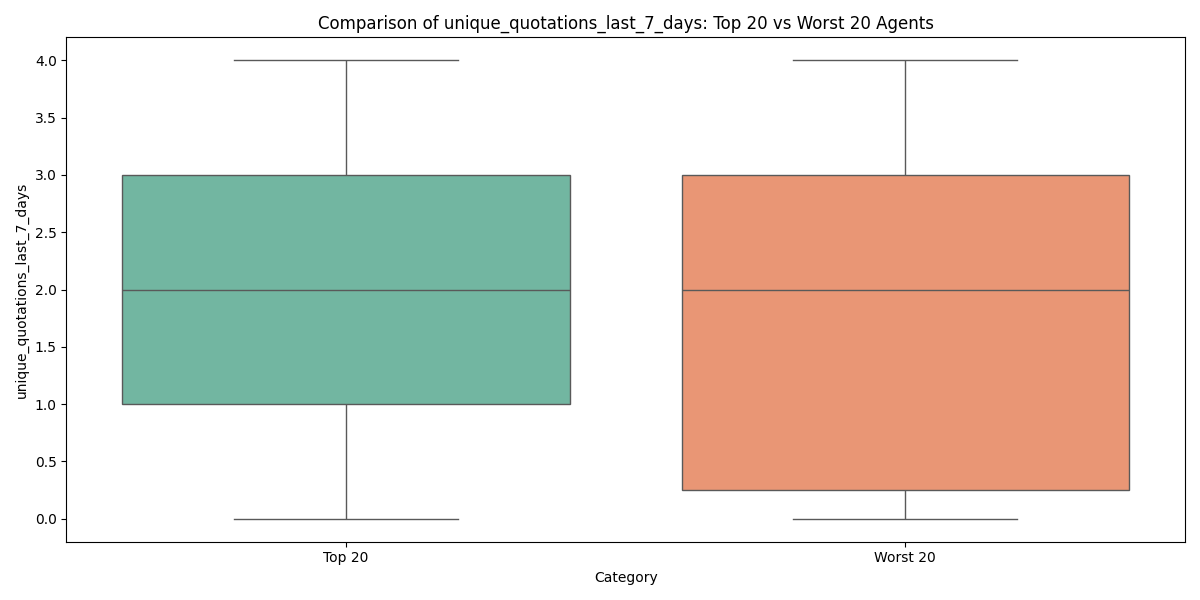 Comparison of unique_quotations_last_7_days: Top 20 vs Worst 20 Agents
unique_quotations_last_7_days
4.0
3.5
3.0
2.5
2.0
1.5
1.0
0.5
0.0
Top 20
Worst 20
Category